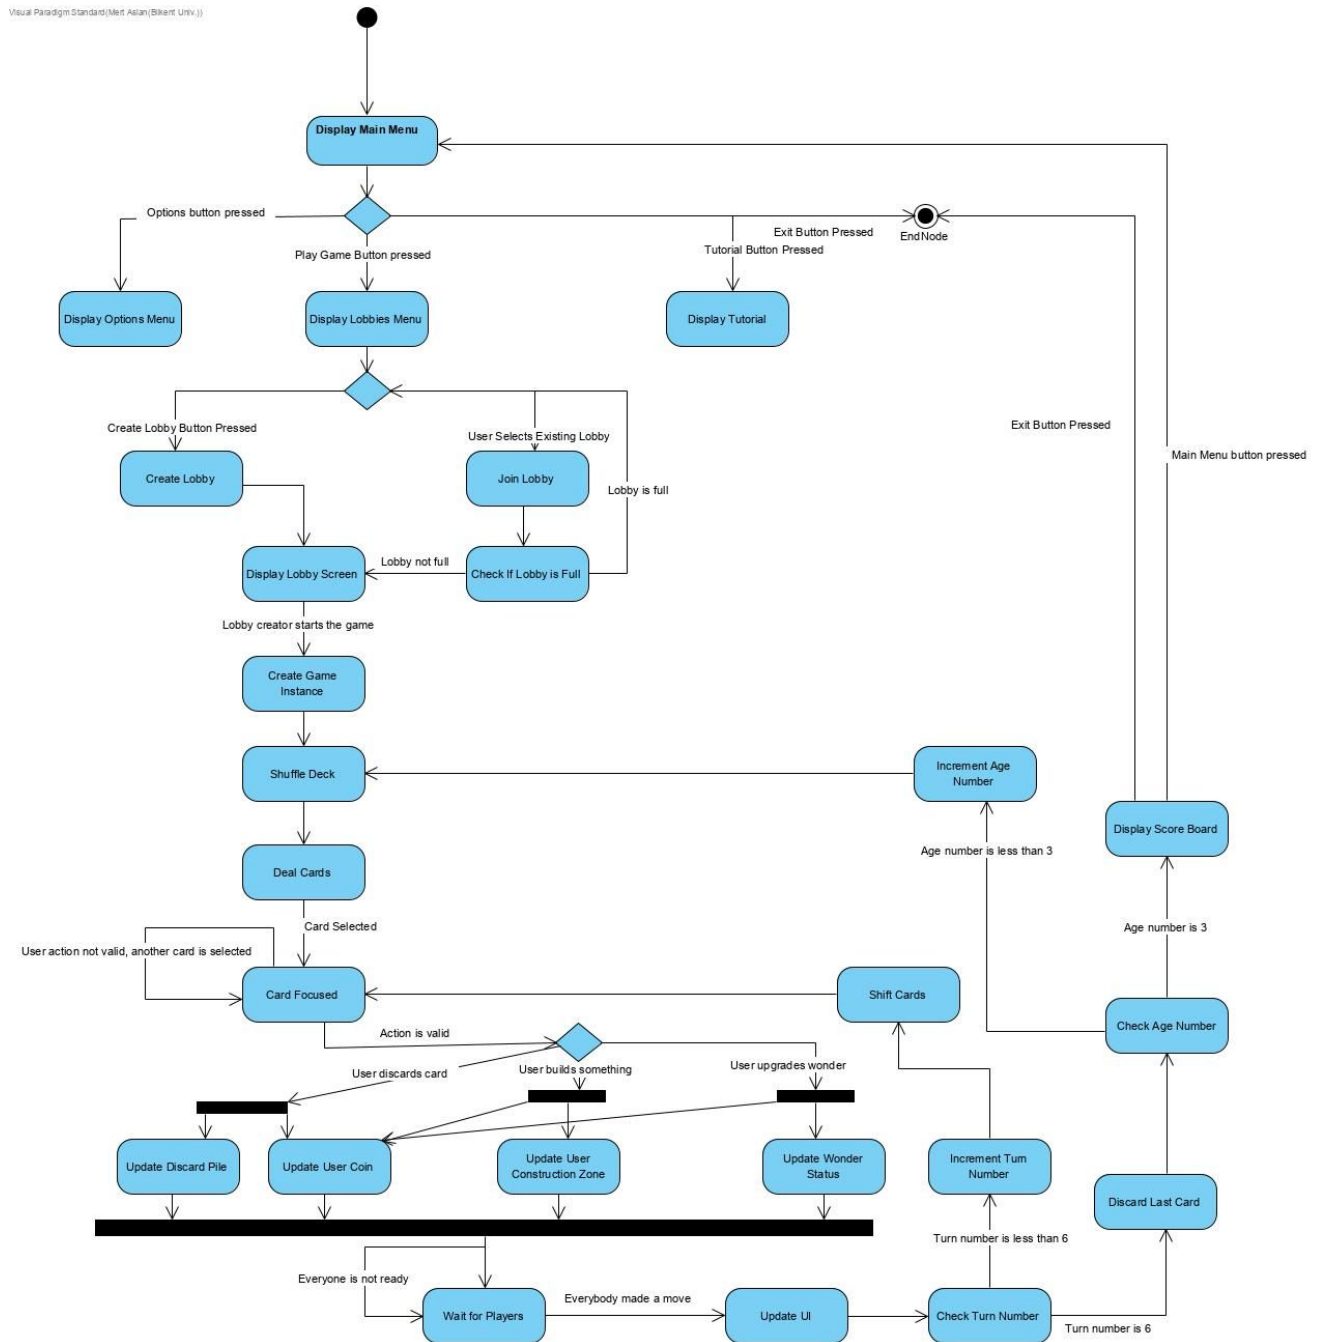 Visual Paradigm Standard(Mert Aslan(Bilkent Univ.))
Display Main Menu
Options button pressed
Exit Button Pressed
EndNode
Play Game Button pressed
Tutorial Button Pressed
Display Options Menu
Display Lobbies Menu
Display Tutorial
Create Lobby Button Pressed
User Selects Existing Lobby
Exit Button Pressed
Main Menu button pressed
Create Lobby
Join Lobby
Lobby is full
Lobby not full
Display Lobby Screen
Check If Lobby is Full
Lobby creator starts the game
Create Game
Instance
Shuffle Deck
Increment Age
Number
Display Score Board
Age number is less than 3
Deal Cards
Card Selected
Age number is 3
User action not valid, another card is selected
Card Focused
Shift Cards
Check Age Number
Action is valid
User discards card
User builds something
User upgrades wonder
Update Discard Pile
Update User Coin
Update User
Construction Zone
Update Wonder
Status
Increment Turn
Number
Discard Last Card
Turn number is less than 6
Everyone is not ready
Everybody made a move
Wait for Players
Update UI
Check Turn Number
Turn number is 6